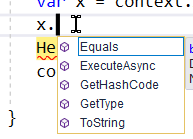 var x = context.
x.
He
co
Equals
ExecuteAsync
GetHashCode
GetType
ToString
}